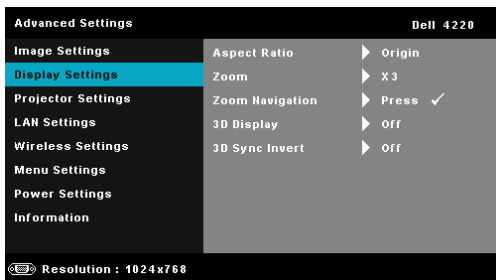 Advanced Settings Dell 4220
Image Settings
Display Settings
Projector Settings
LAN Settings
Wireless Settings
Menu Settings
Power Settings
Information
Aspect Ratio Origin
Zoom X3
Zoom Navigation Press
3D Display Off
3D Sync Invert Off
Resolution : 1024x768